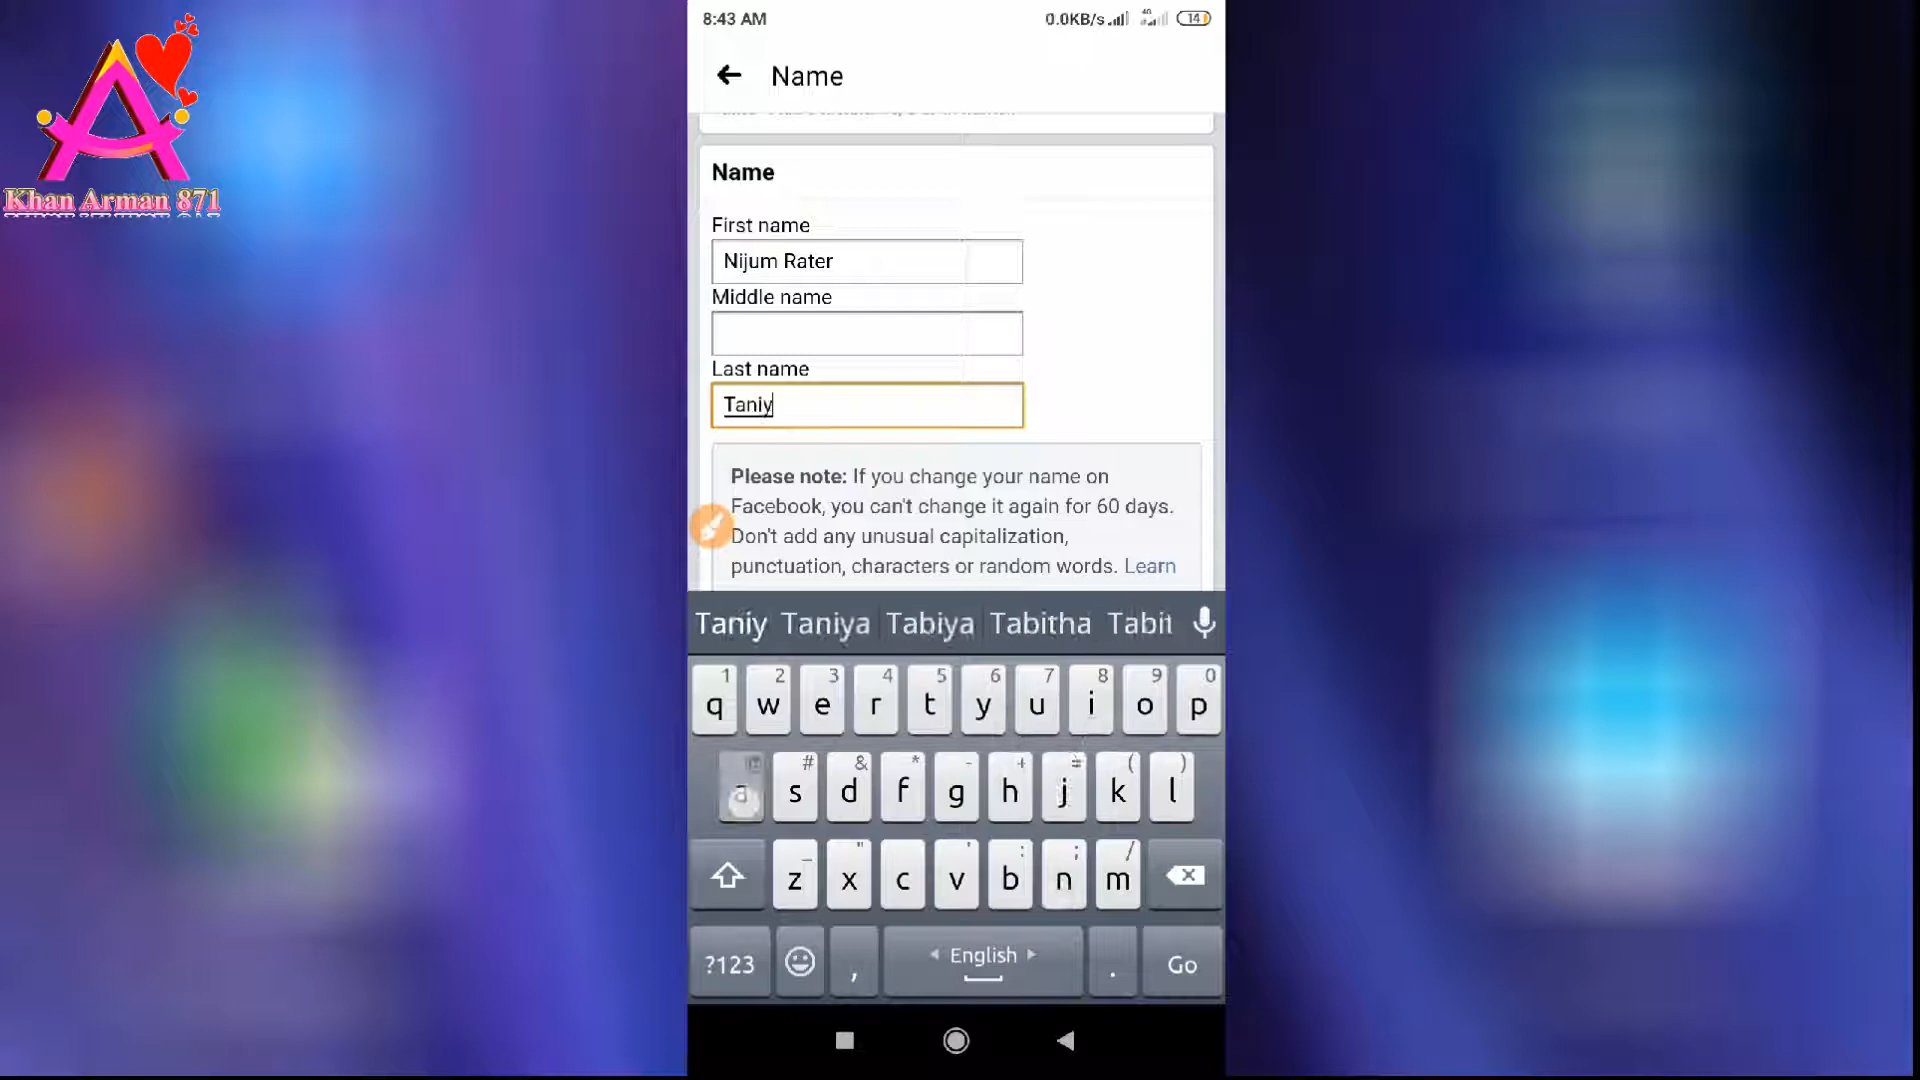 8:43 AM
0.0KB/s
4G
14
Khan Arman 871
Name
Name
First name
Nijum Rater
Middle name
Last name
Taniy
Please note: If you change your name on
Facebook, you can't change it again for 60 days.
Don't add any unusual capitalization,
punctuation, characters or random words. Learn
Taniy Taniya Tabiya Tabitha Tabit
1 2 3 4 5 6 7 8 9 0
q w e r t y u i o p
# & * - + = ( )
a s d f g h j k l
_ " ' : ; /
z x c v b n m
?123 , English . Go